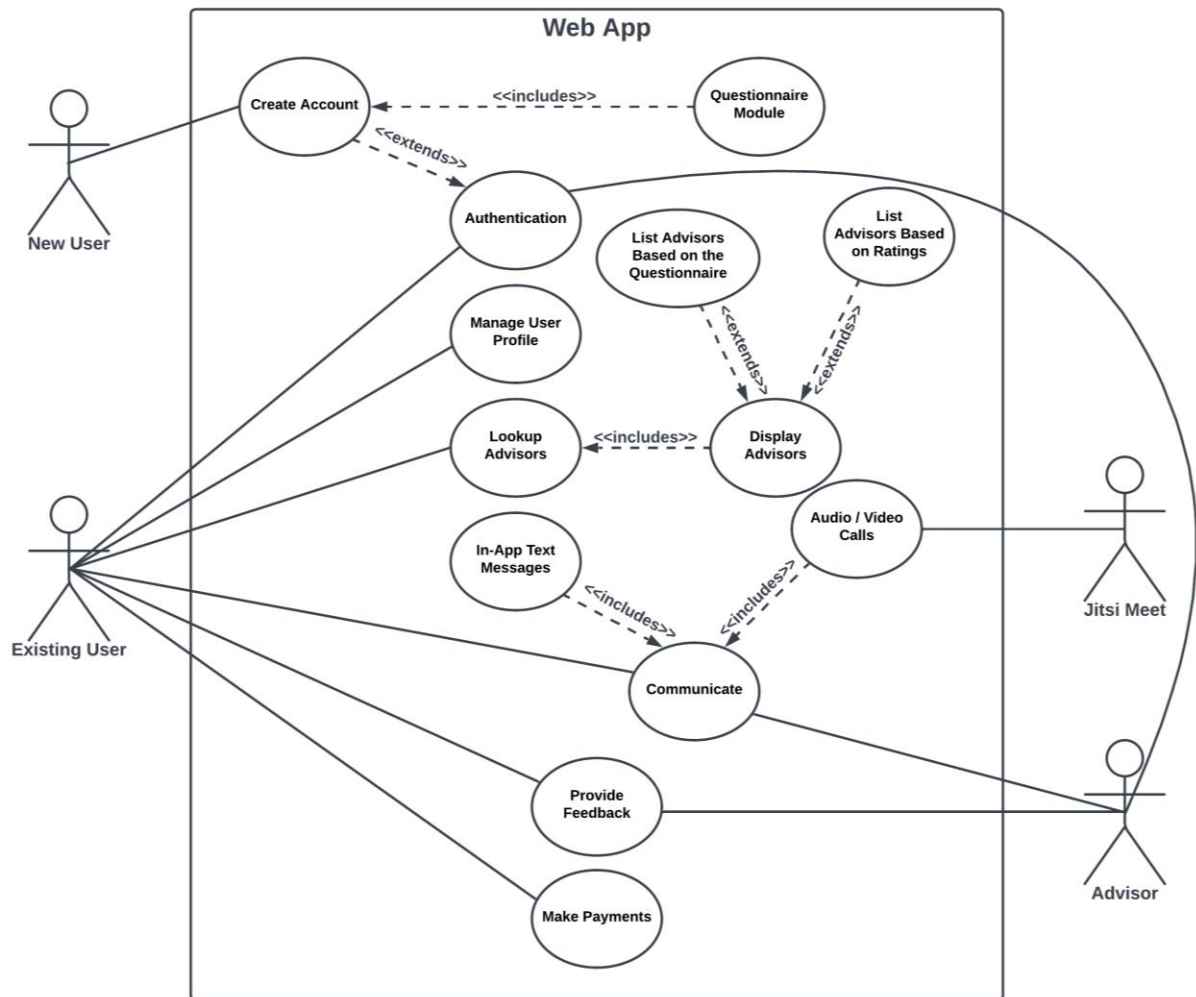 Web App
Create Account
<<includes>>
Questionnaire
Module
<<extends>>
New User
Authentication
List Advisors
Based on the
Questionnaire
List
Advisors Based
on Ratings
Manage User
Profile
<<extends>>
<<extends>>
Lookup
Advisors
<<includes>>
Display
Advisors
Existing User
In-App Text
Messages
Audio / Video
Calls
Jitsi Meet
<<includes>>
<<includes>>
Communicate
Provide
Feedback
Advisor
Make Payments